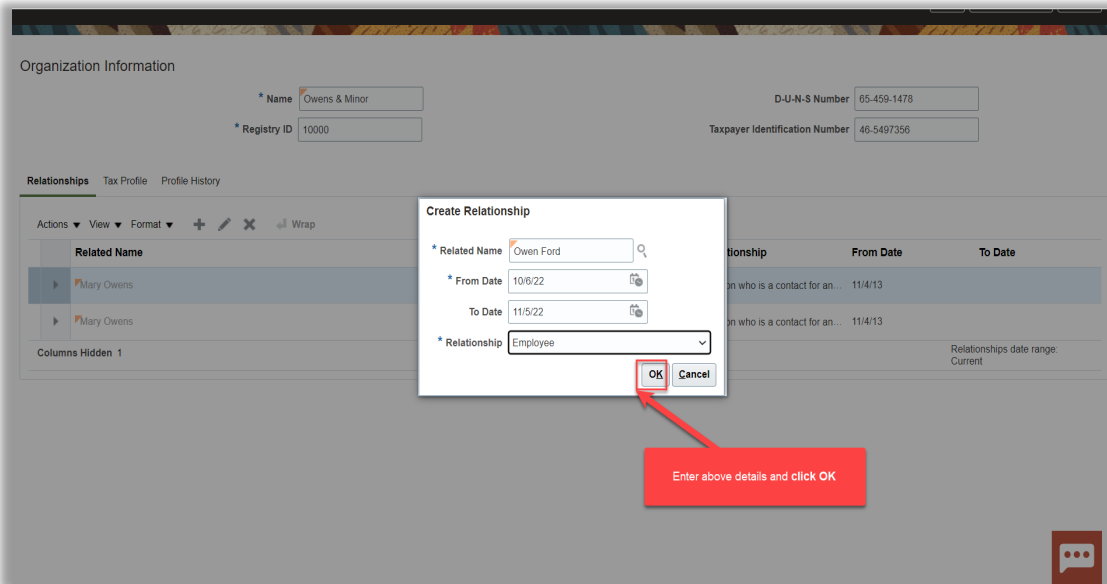 Organization Information
* Name Owens & Minor
D-U-N-S Number 65-459-1478
* Registry ID 10000
Taxpayer Identification Number 46-5497356
Relationships Tax Profile Profile History
Actions View Format Wrap
Related Name
tionship From Date To Date
Mary Owens
on who is a contact for an... 11/4/13
Mary Owens
on who is a contact for an... 11/4/13
Columns Hidden 1
Relationships date range:
Current
Create Relationship
* Related Name Owen Ford
* From Date 10/6/22
To Date 11/5/22
* Relationship Employee
OK Cancel
Enter above details and click OK